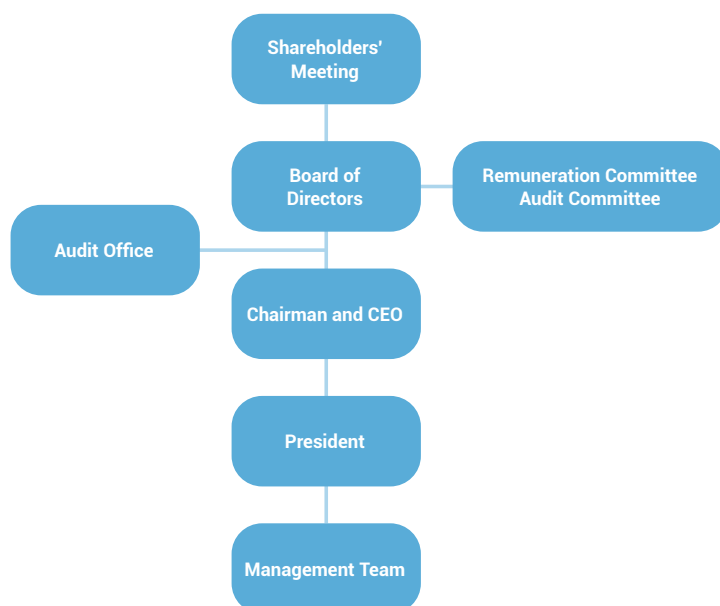 Shareholders'
Meeting
Board of
Directors
Remuneration Committee
Audit Committee
Audit Office
Chairman and CEO
President
Management Team